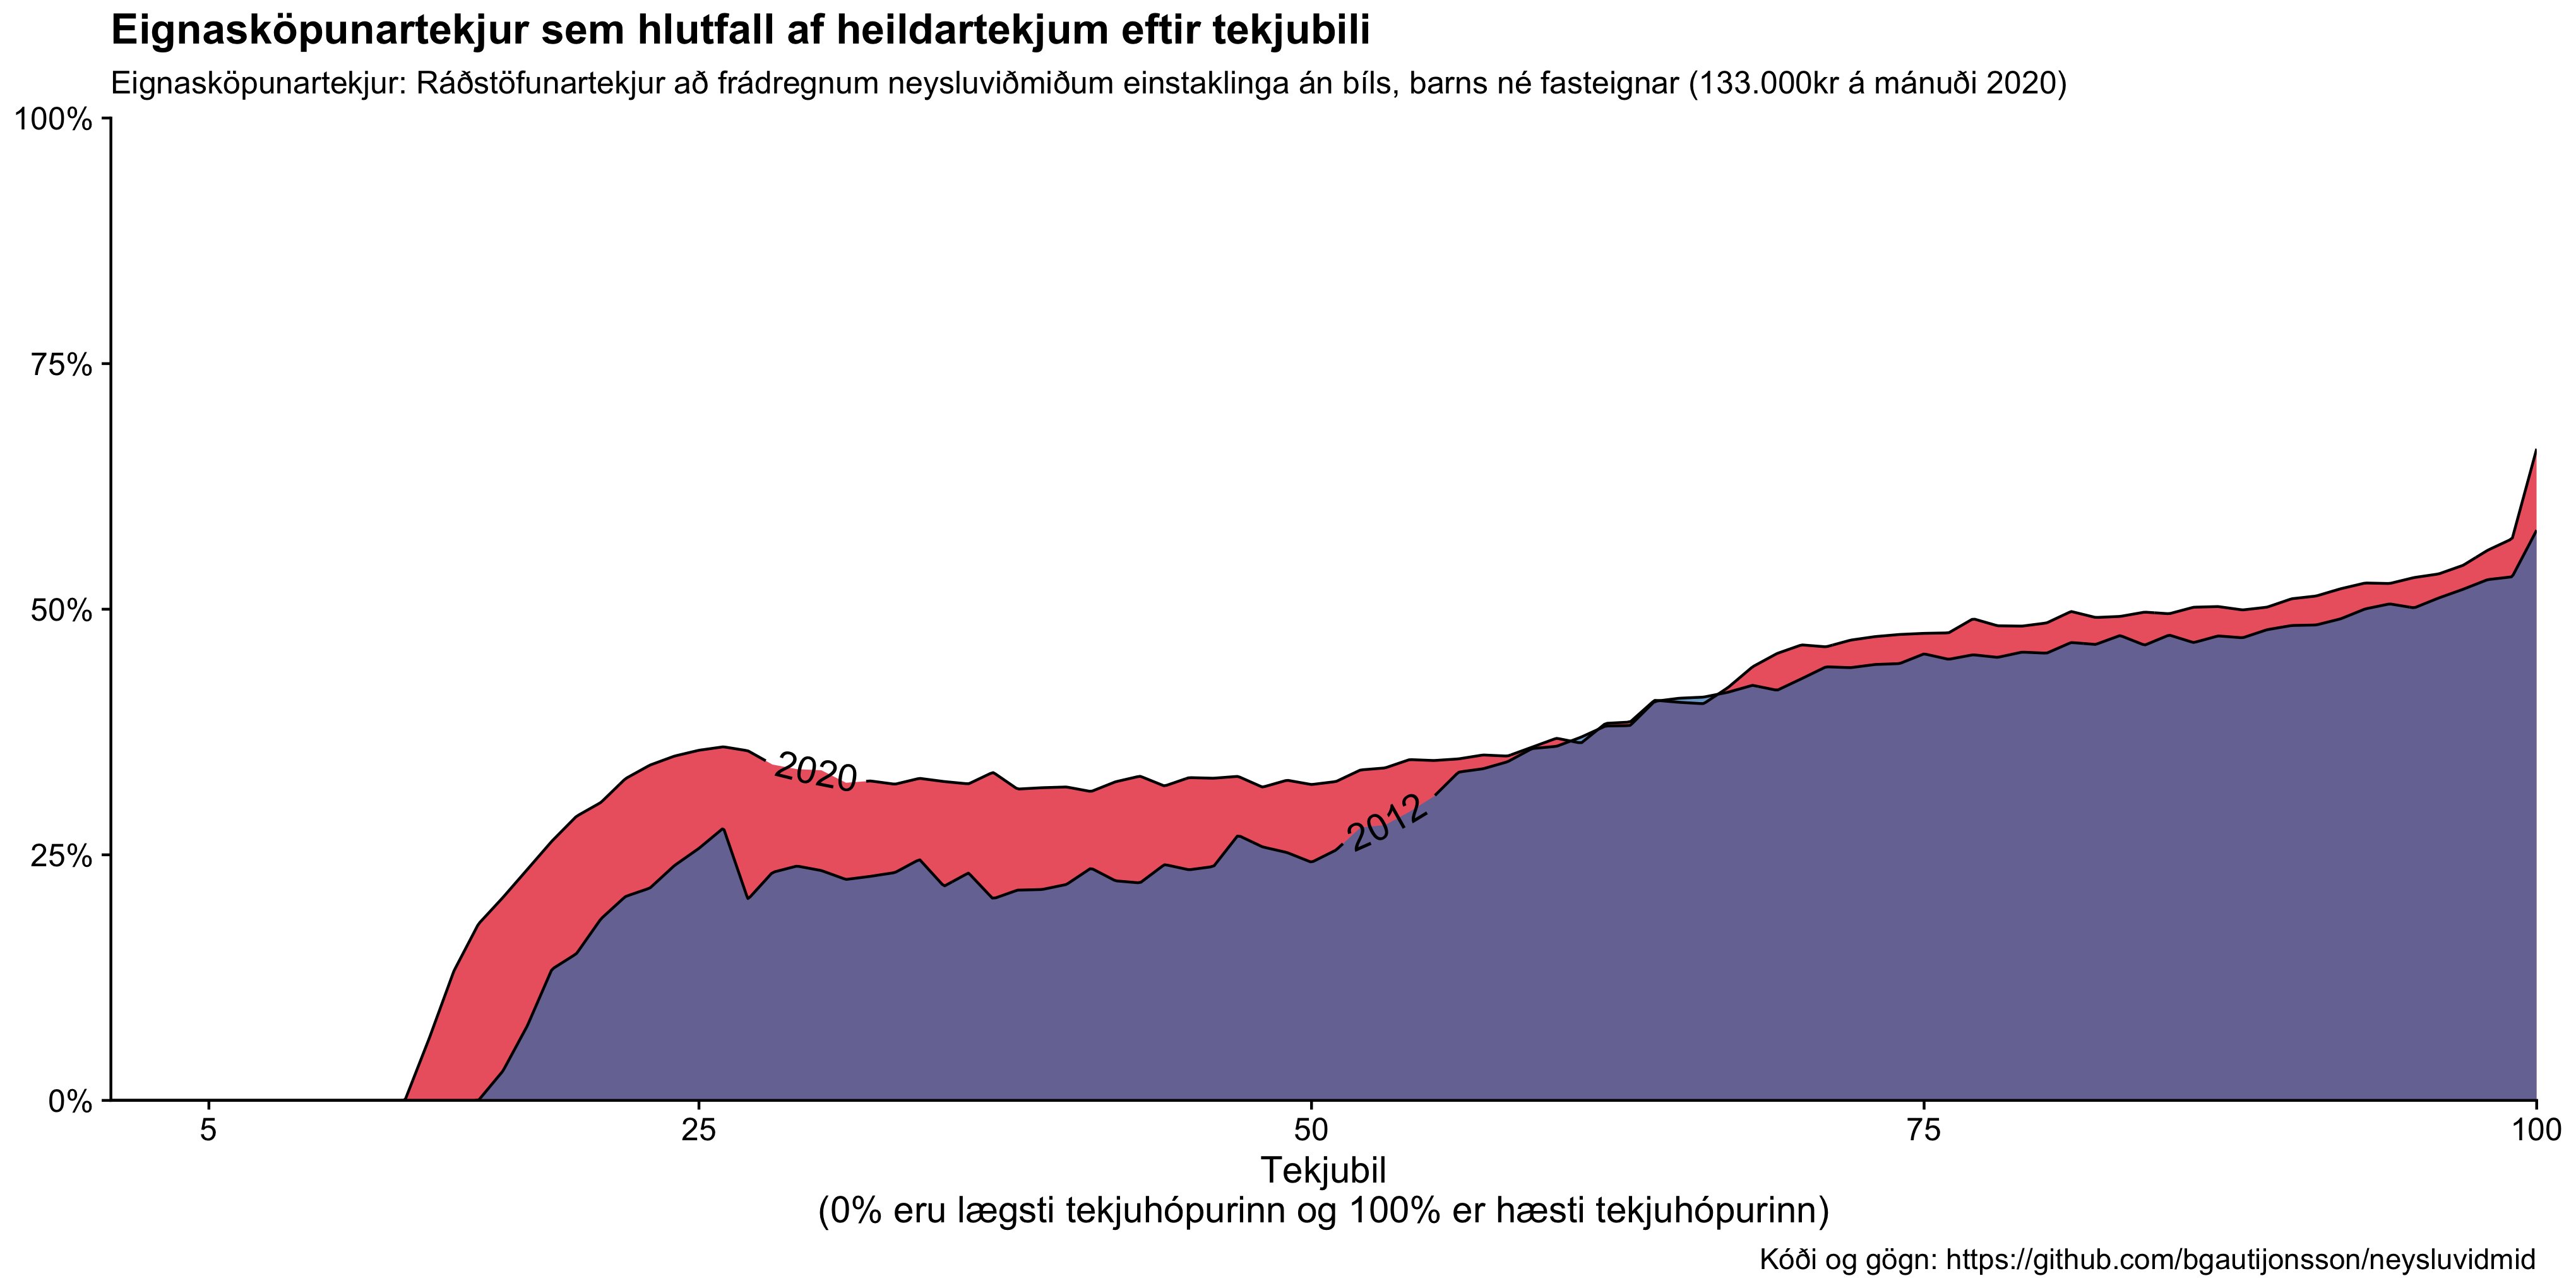 Eignasköpunartekjur sem hlutfall af heildartekjum eftir tekjubili
Eignasköpunartekjur: Ráðstöfunartekjur að frádregnum neysluviðmiðum einstaklinga án bíls, barns né fasteignar (133.000kr á mánuði 2020)
100%
75%
50%
25%
0%
2020
2012
5 25 50 75 100
Tekjubil
(0% eru lægsti tekjuhópurinn og 100% er hæsti tekjuhópurinn)
Kóði og gögn: https://github.com/bgautijonsson/neysluvidmid